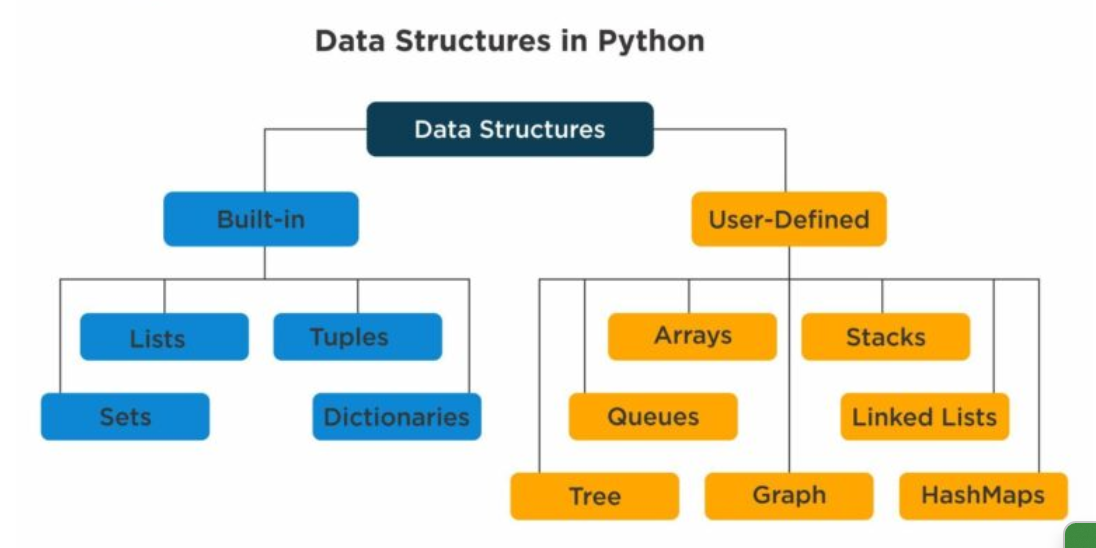 Data Structures in Python
Data Structures
Built-in
User-Defined
Lists
Tuples
Arrays
Stacks
Sets
Dictionaries
Queues
Linked Lists
Tree
Graph
HashMaps